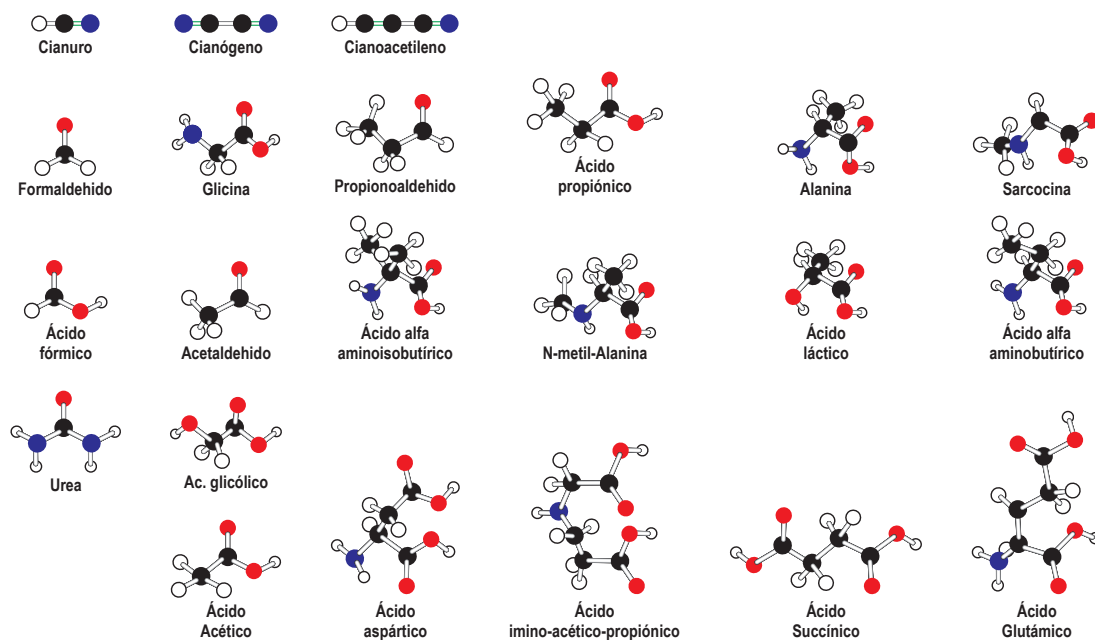 Cianuro
Cianógeno
Cianoacetileno
Formaldehido
Glicina
Propionoaldehido
Ácido
propiónico
Alanina
Sarcocina
Ácido
fórmico
Acetaldehido
Ácido alfa
aminoisobutírico
N-metil-Alanina
Ácido
láctico
Ácido alfa
aminobutírico
Urea
Ac. glicólico
Ácido
Acético
Ácido
aspártico
Ácido
imino-acético-propiónico
Ácido
Succínico
Ácido
Glutámico